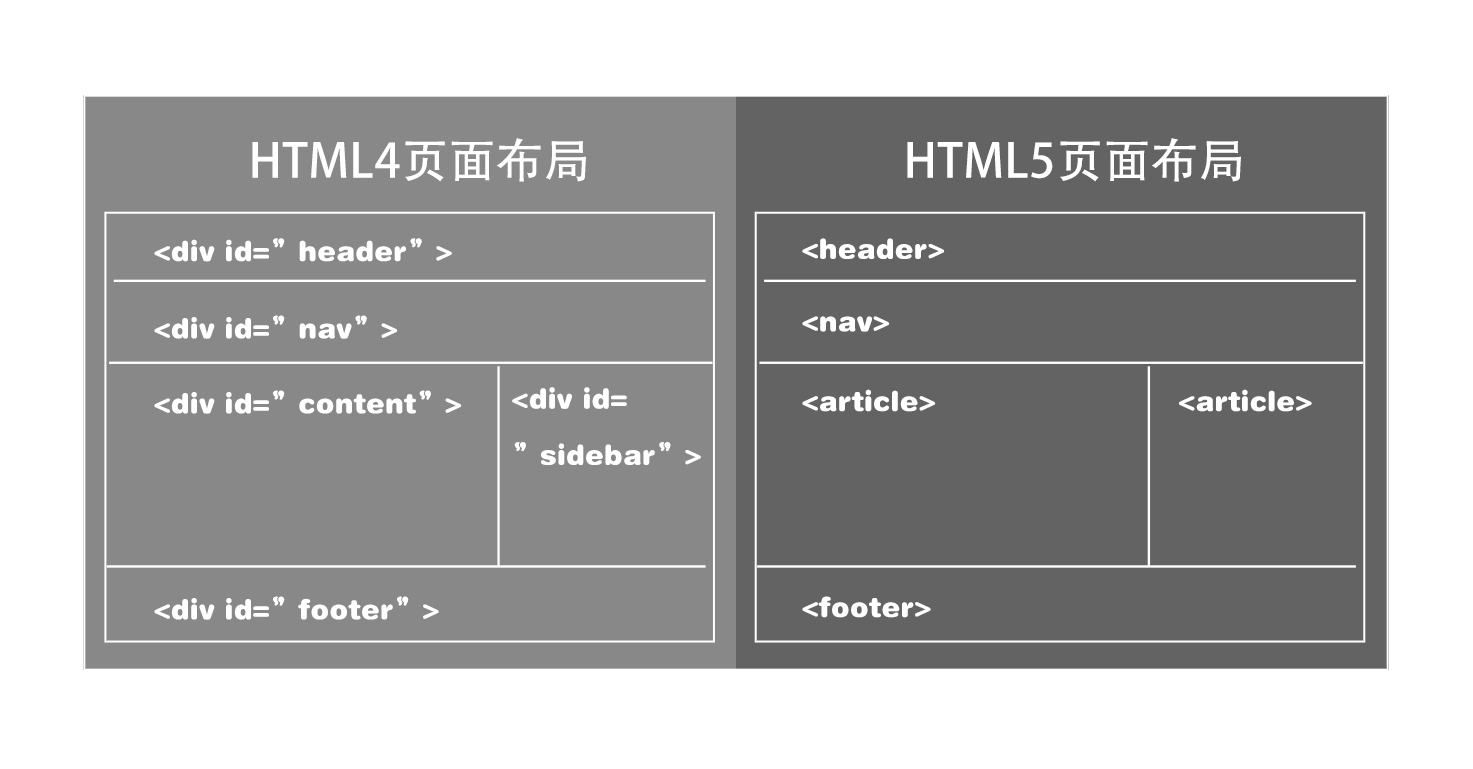 HTML4页面布局
<div id=” header” >
<div id=” nav” >
<div id=” content” >
<div id=
” sidebar” >
<div id=” footer” >
HTML5页面布局
<header>
<nav>
<article>
<article>
<footer>